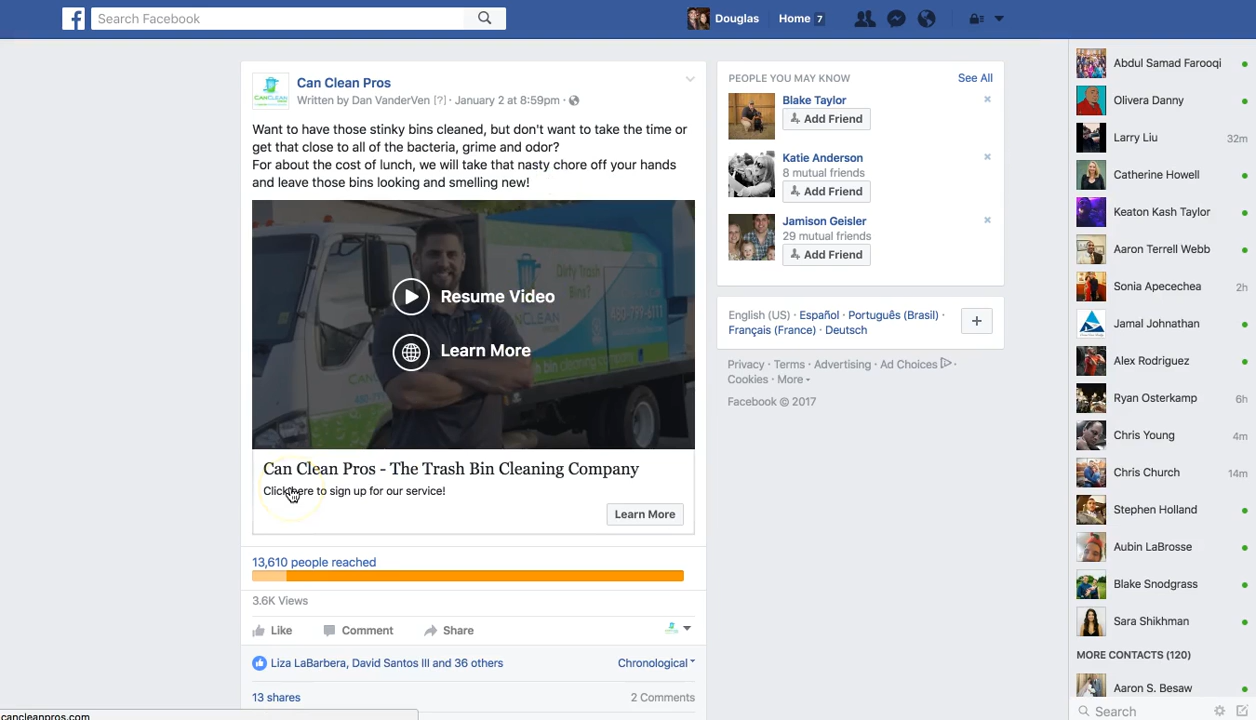 Search Facebook
Douglas
Home 7
Can Clean Pros
Written by Dan VanderVen [?] · January 2 at 8:59pm ·
Want to have those stinky bins cleaned, but don't want to take the time or
get that close to all of the bacteria, grime and odor?
For about the cost of lunch, we will take that nasty chore off your hands
and leave those bins looking and smelling new!
Dirty Trash
Bins?
480-799-6111
Resume Video
Learn More
bin cleaning company
Can Clean Pros - The Trash Bin Cleaning Company
Click here to sign up for our service!
Learn More
13,610 people reached
3.6K Views
Like
Comment
Share
Liza LaBarbera, David Santos III and 36 others
Chronological
13 shares
2 Comments
cancleanpros.com
PEOPLE YOU MAY KNOW
See All
Blake Taylor
Add Friend
Katie Anderson
8 mutual friends
Add Friend
Jamison Geisler
29 mutual friends
Add Friend
English (US) · Español · Português (Brasil) ·
Français (France) · Deutsch
Privacy · Terms · Advertising · Ad Choices ·
Cookies · More
Facebook © 2017
Abdul Samad Farooqi
Olivera Danny
Larry Liu 32m
Catherine Howell
Keaton Kash Taylor
Aaron Terrell Webb
Sonia Apecechea 2h
Jamal Johnathan
Alex Rodriguez
Ryan Osterkamp 6h
Chris Young 4m
Chris Church 14m
Stephen Holland
Aubin LaBrosse
Blake Snodgrass
Sara Shikhman
MORE CONTACTS (120)
Aaron S. Besaw
Search